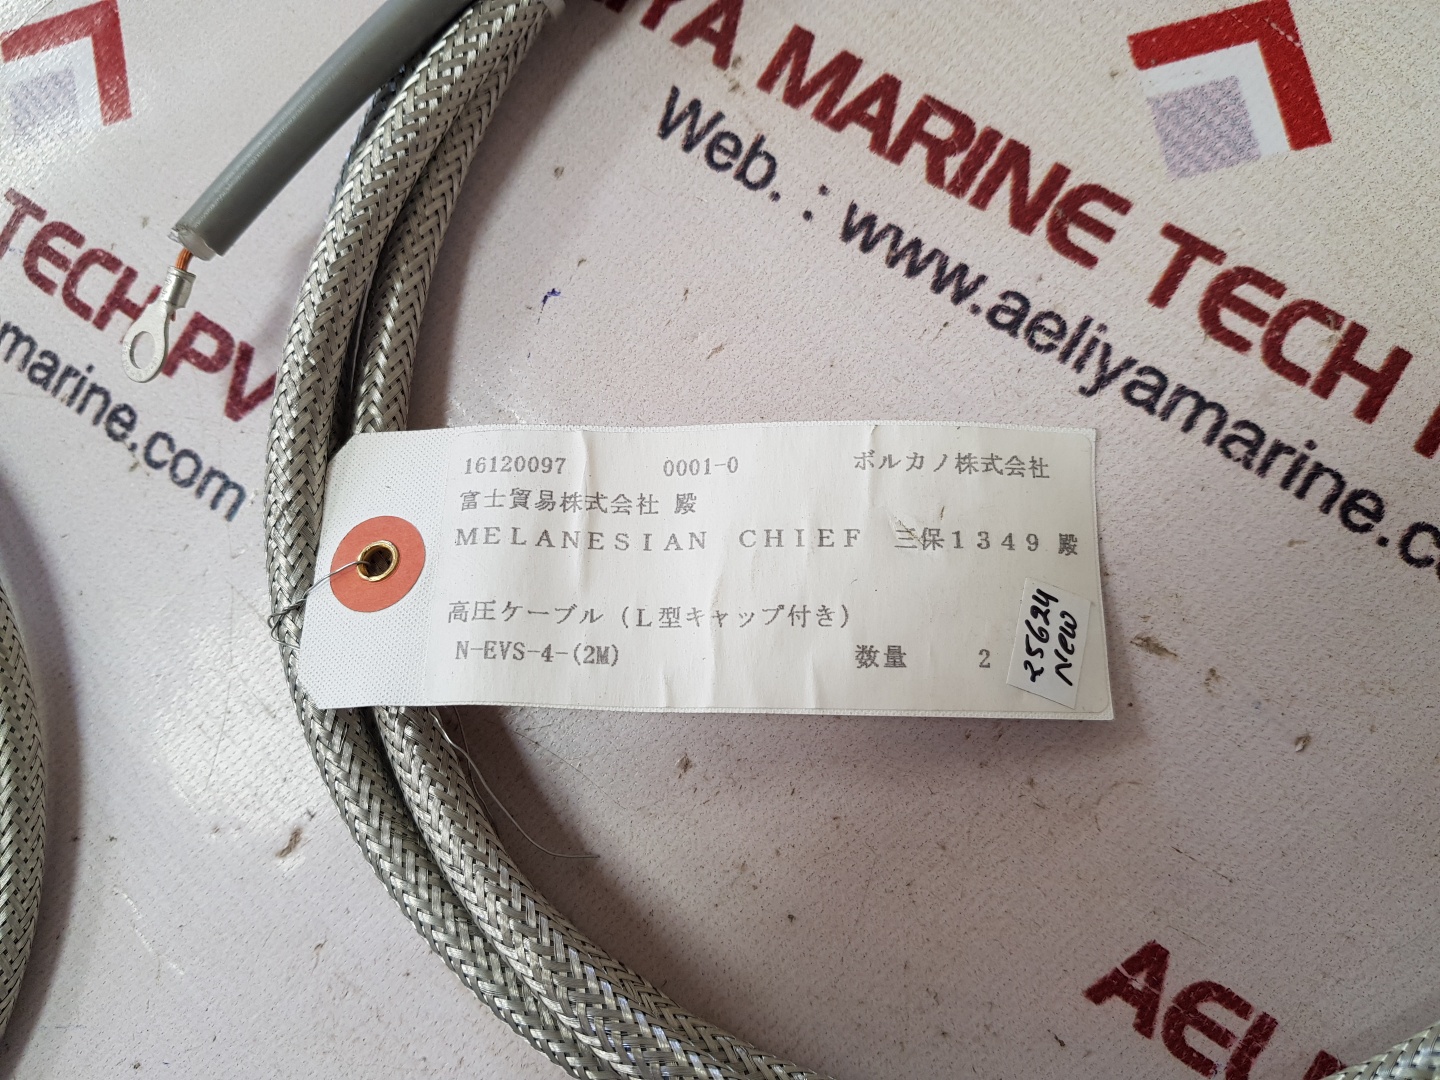 IYA MARINE TECH
Web. : www.aeliyamarine.c
TECH PV
marine.com
16120097 0001-0 ボルカノ株式会社
富士貿易株式会社 殿
MELANESIAN CHIEF 三保1349 殿
高圧ケーブル(L型キャップ付き)
N-EVS-4-(2M) 数量 2
25624
New
AELI